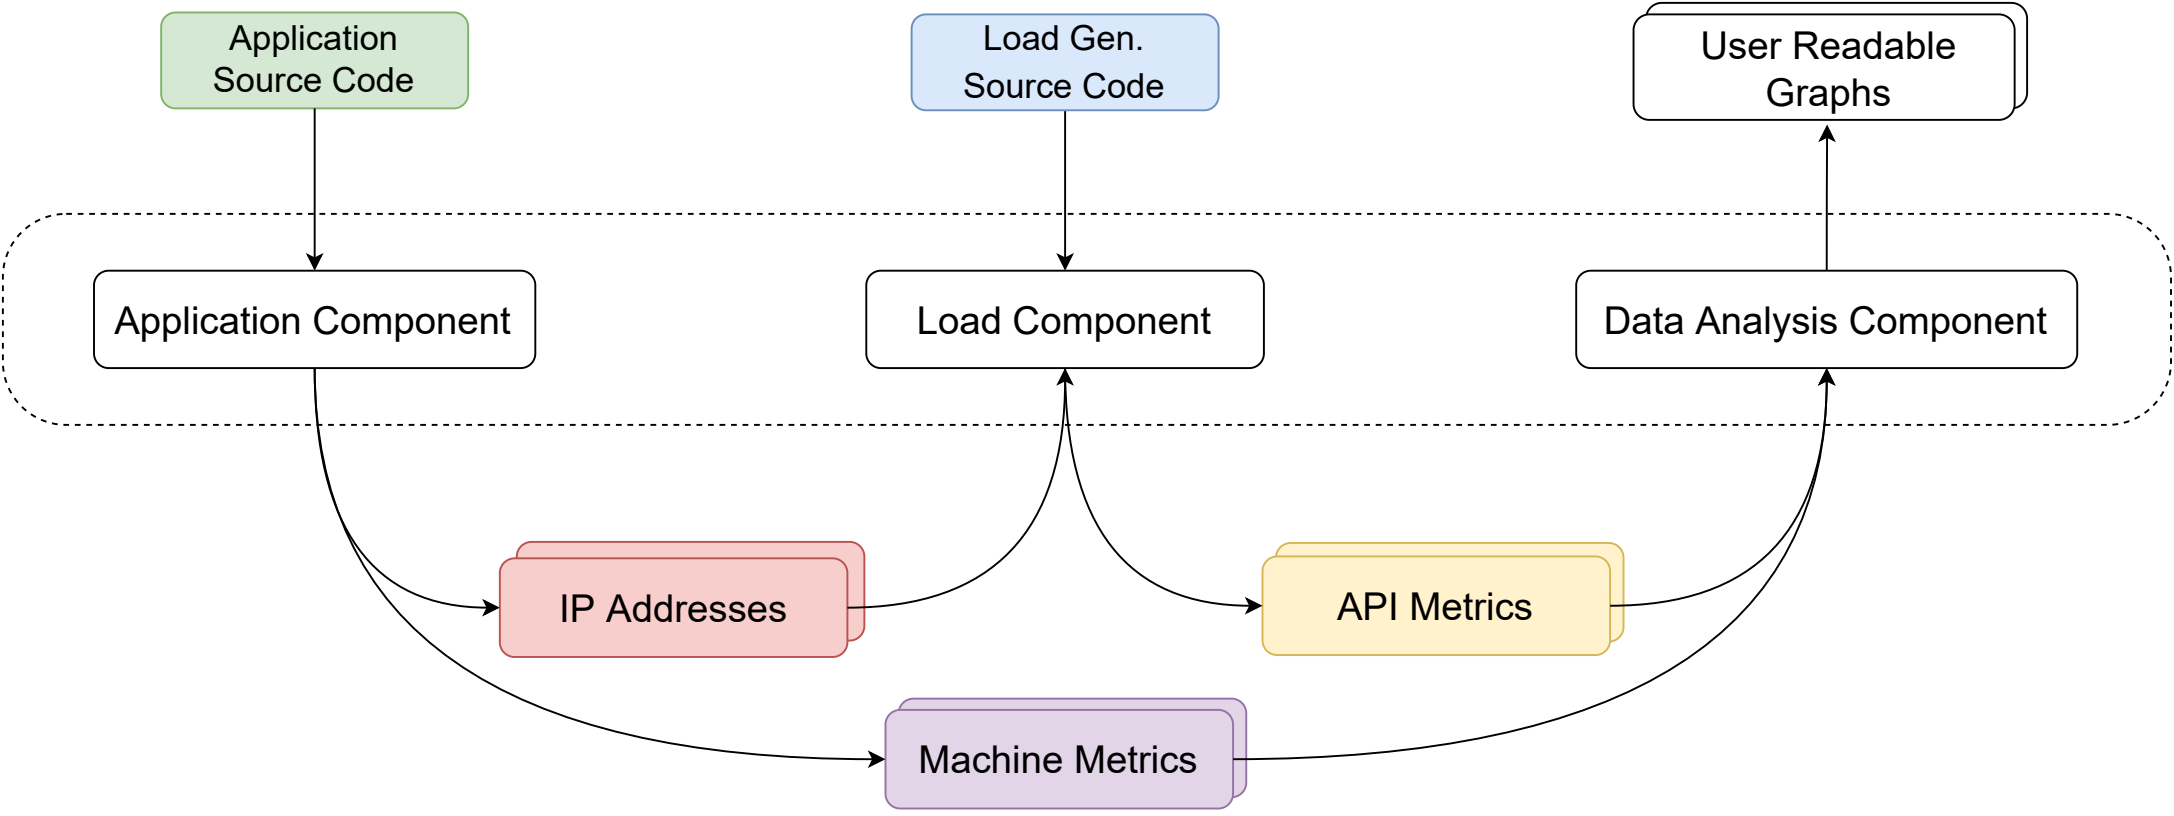 Application
Source Code
Load Gen.
Source Code
User Readable
Graphs
Application Component
Load Component
Data Analysis Component
IP Addresses
API Metrics
Machine Metrics